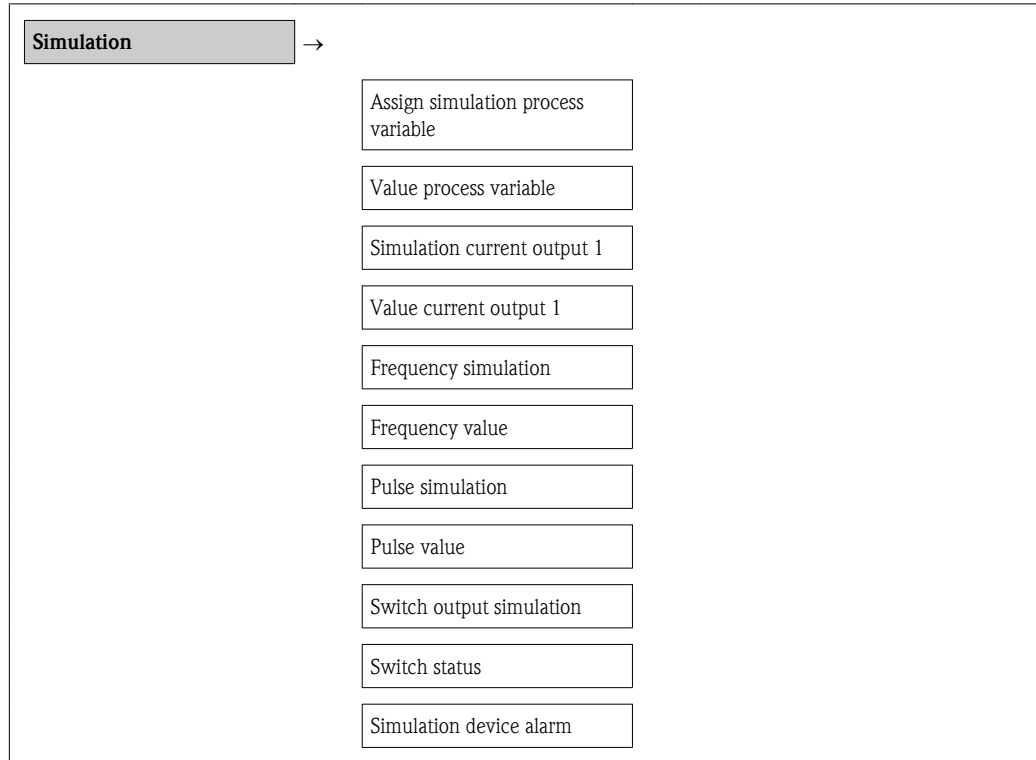 Simulation →
Assign simulation process
variable
Value process variable
Simulation current output 1
Value current output 1
Frequency simulation
Frequency value
Pulse simulation
Pulse value
Switch output simulation
Switch status
Simulation device alarm